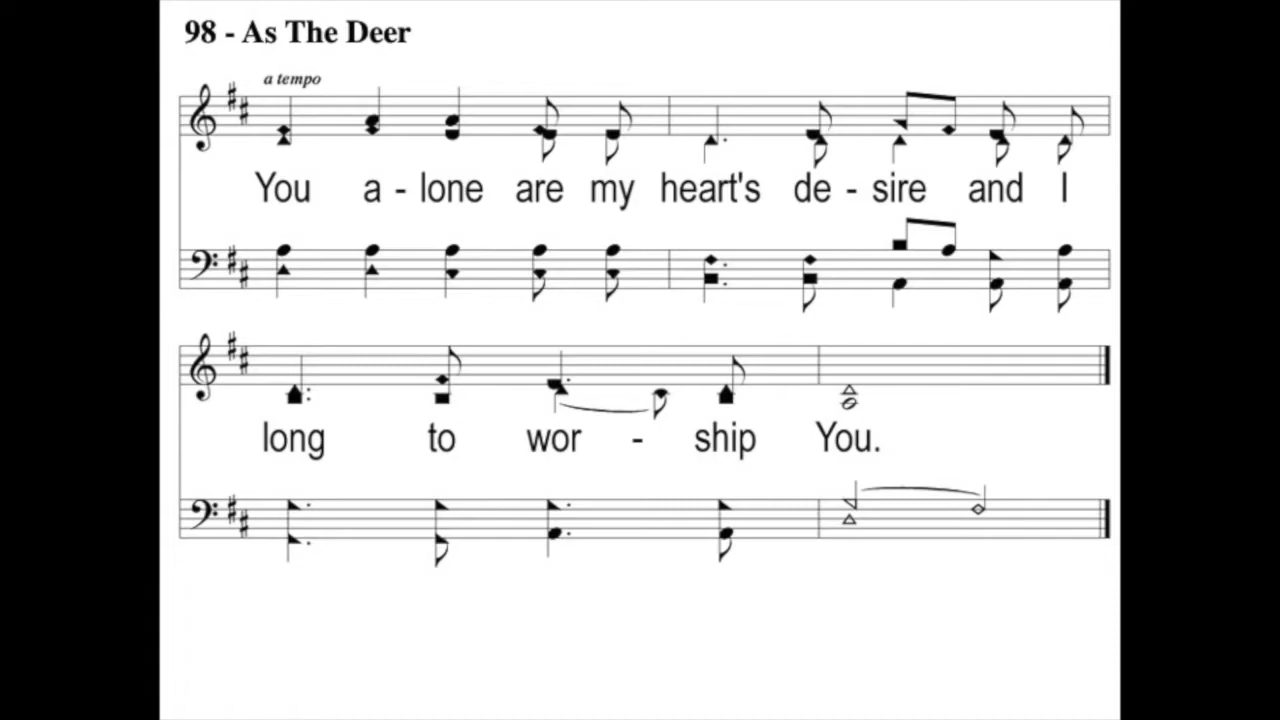 98 - As The Deer
a tempo
You a - lone are my heart's de - sire and I
long to wor - ship You.